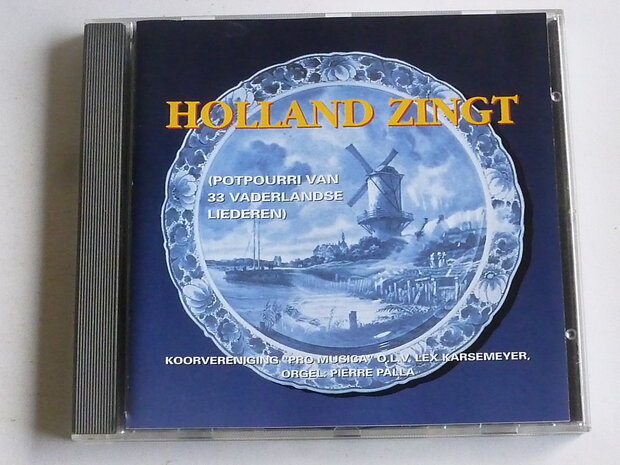 HOLLAND ZINGT
(POTPOURRI VAN
33 VADERLANDSE
LIEDEREN)
KOORVERENIGING "PRO MUSICA" O.L.V. LEX KARSEMEYER,
ORGEL: PIERRE PALLA